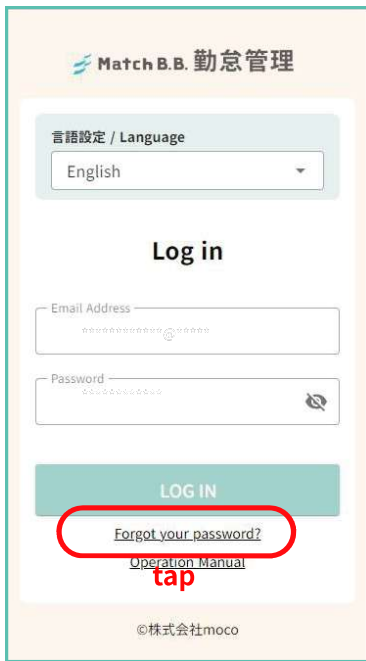 Match B.B. 勤怠管理
言語設定 / Language
English
Log in
Email Address
************@*****
Password
************
LOG IN
Forgot your password?
Operation Manual
tap
©株式会社moco